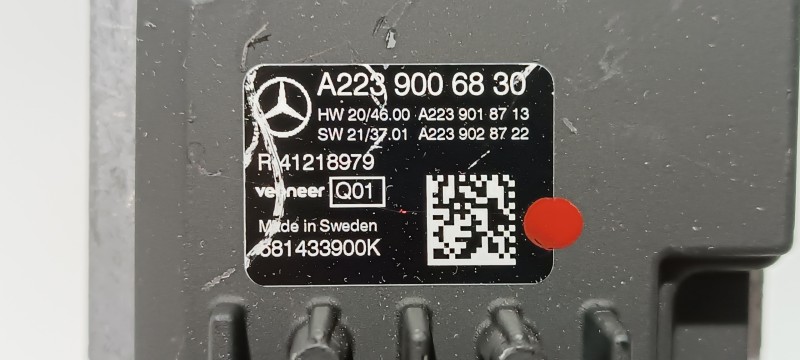 A223 900 68 30
HW 20/46.00 A223 901 87 13
SW 21/37.01 A223 902 87 22
R 41218979
veoneer Q01
Made in Sweden
681433900K